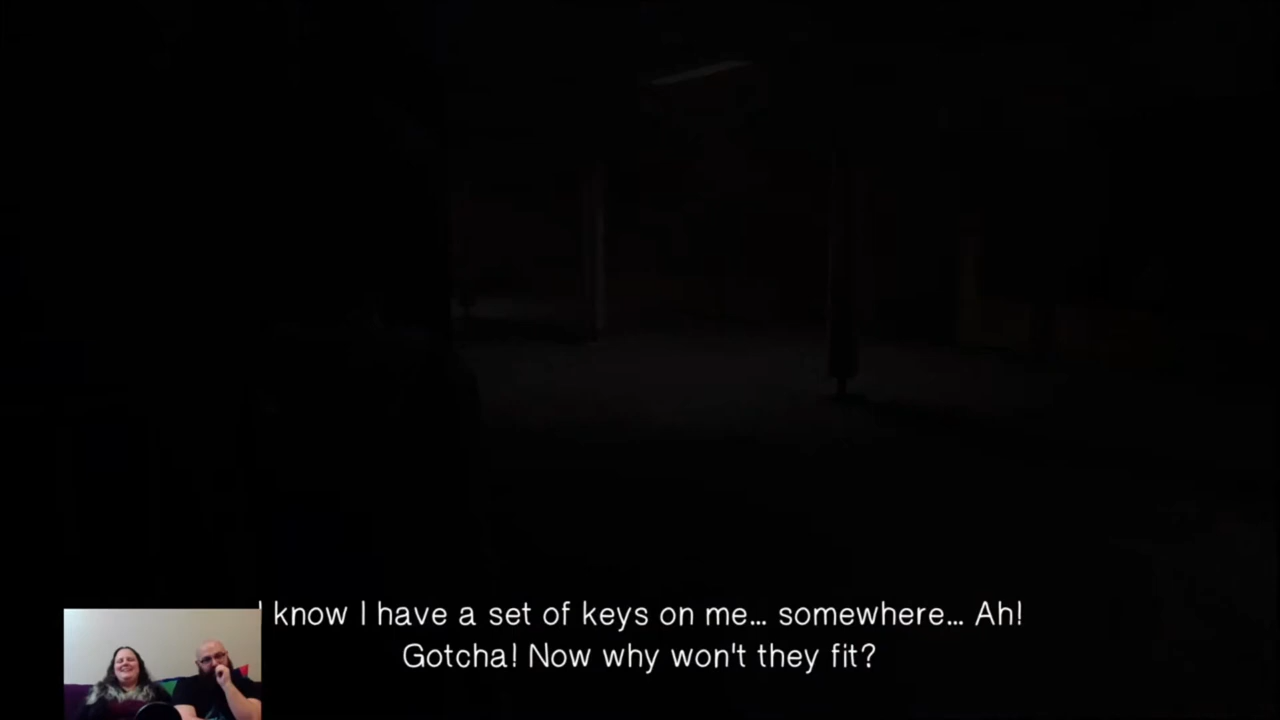 I know I have a set of keys on me... somewhere... Ah!
Gotcha! Now why won't they fit?